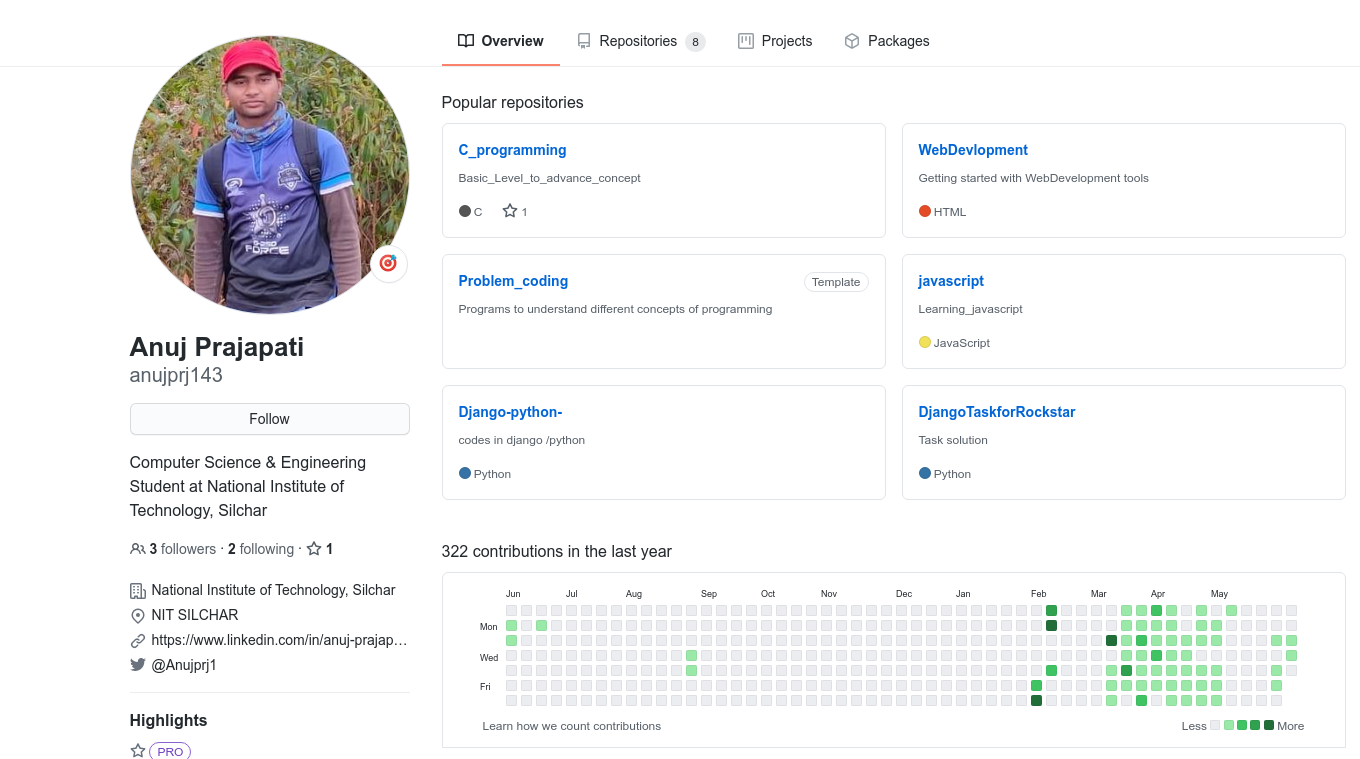 Overview
Repositories 8
Projects
Packages
FORCE
Anuj Prajapati
anujprj143
Follow
Computer Science & Engineering
Student at National Institute of
Technology, Silchar
3 followers · 2 following · 1
National Institute of Technology, Silchar
NIT SILCHAR
https://www.linkedin.com/in/anuj-prajap…
@Anujprj1
Highlights
PRO
Popular repositories
C_programming
Basic_Level_to_advance_concept
C 1
WebDevlopment
Getting started with WebDevelopment tools
HTML
Problem_coding Template
Programs to understand different concepts of programming
javascript
Learning_javascript
JavaScript
Django-python-
codes in django /python
Python
DjangoTaskforRockstar
Task solution
Python
322 contributions in the last year
Jun Jul Aug Sep Oct Nov Dec Jan Feb Mar Apr May
Mon
Wed
Fri
Learn how we count contributions
Less More